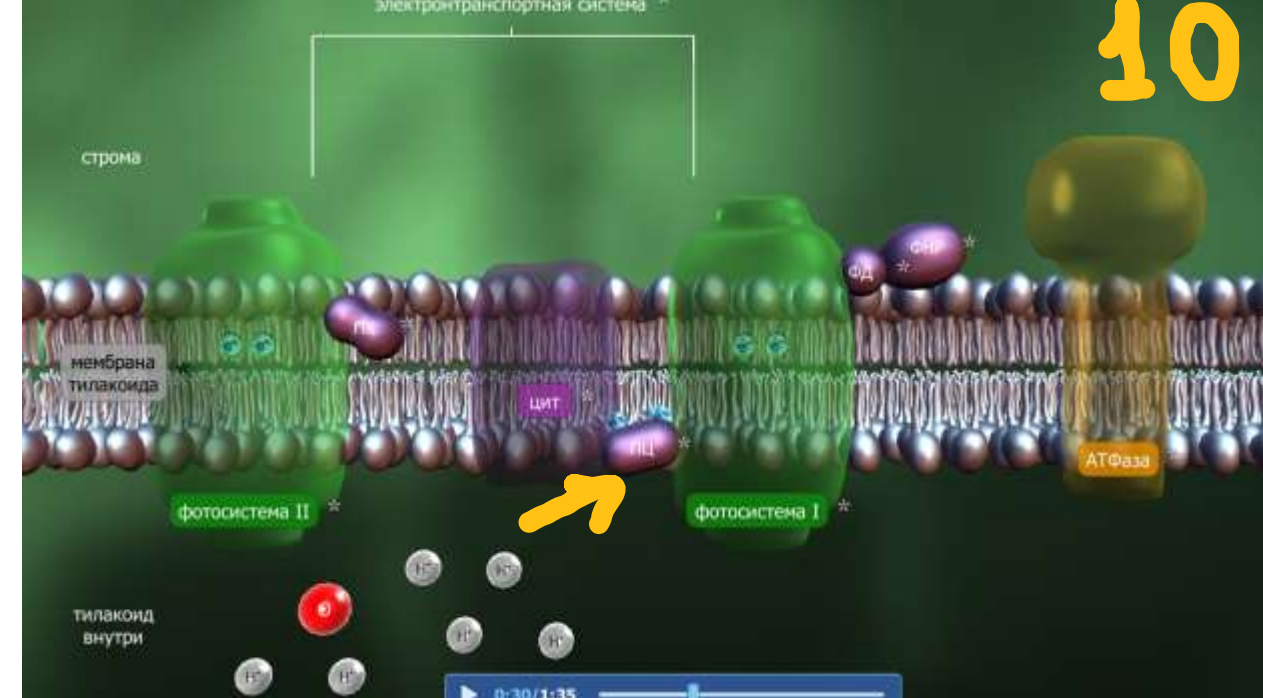 электронтранспортная система *
10
строма
ФНР *
ФД *
ПХ *
мембрана
тилакоида
цит *
ПЦ *
АТФаза
фотосистема II *
фотосистема I *
H+ H+
O
тилакоид
внутри
H+ H+
H+ H+
0:30/1:35